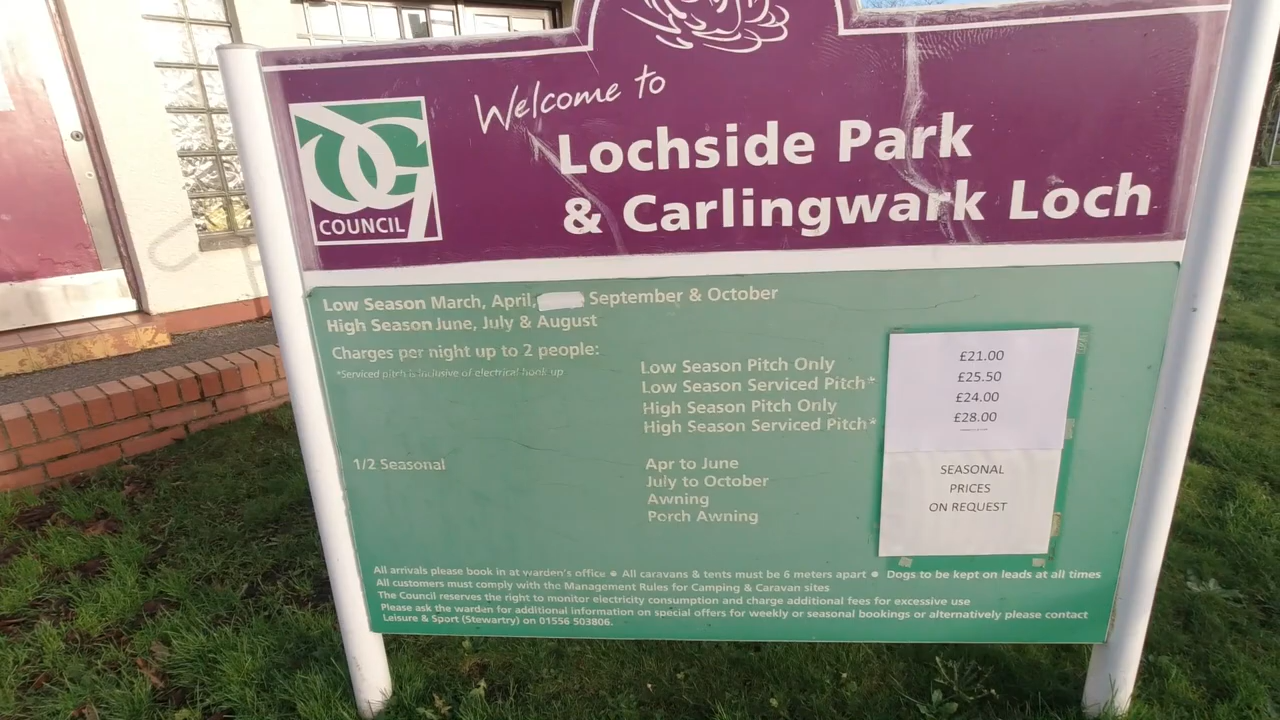 Welcome to
Lochside Park
& Carlingwark Loch
DG
COUNCIL
Low Season March, April, September & October
High Season June, July & August
Charges per night up to 2 people:
*Serviced pitch is inclusive of electrical hook up
Low Season Pitch Only £21.00
Low Season Serviced Pitch* £25.50
High Season Pitch Only £24.00
High Season Serviced Pitch* £28.00
1/2 Seasonal
Apr to June
July to October
Awning
Porch Awning
SEASONAL
PRICES
ON REQUEST
All arrivals please book in at warden's office • All caravans & tents must be 6 meters apart • Dogs to be kept on leads at all times
All customers must comply with the Management Rules for Camping & Caravan sites
The Council reserves the right to monitor electricity consumption and charge additional fees for excessive use
Please ask the warden for additional information on special offers for weekly or seasonal bookings or alternatively please contact
Leisure & Sport (Stewartry) on 01556 503806.